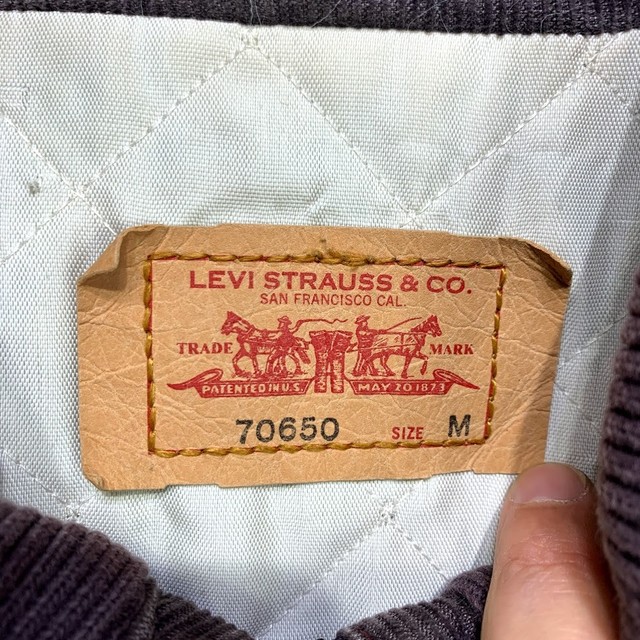 LEVI STRAUSS & CO.
SAN FRANCISCO CAL.
TRADE MARK
PATENTED IN U.S. MAY 20 1873
70650 SIZE M